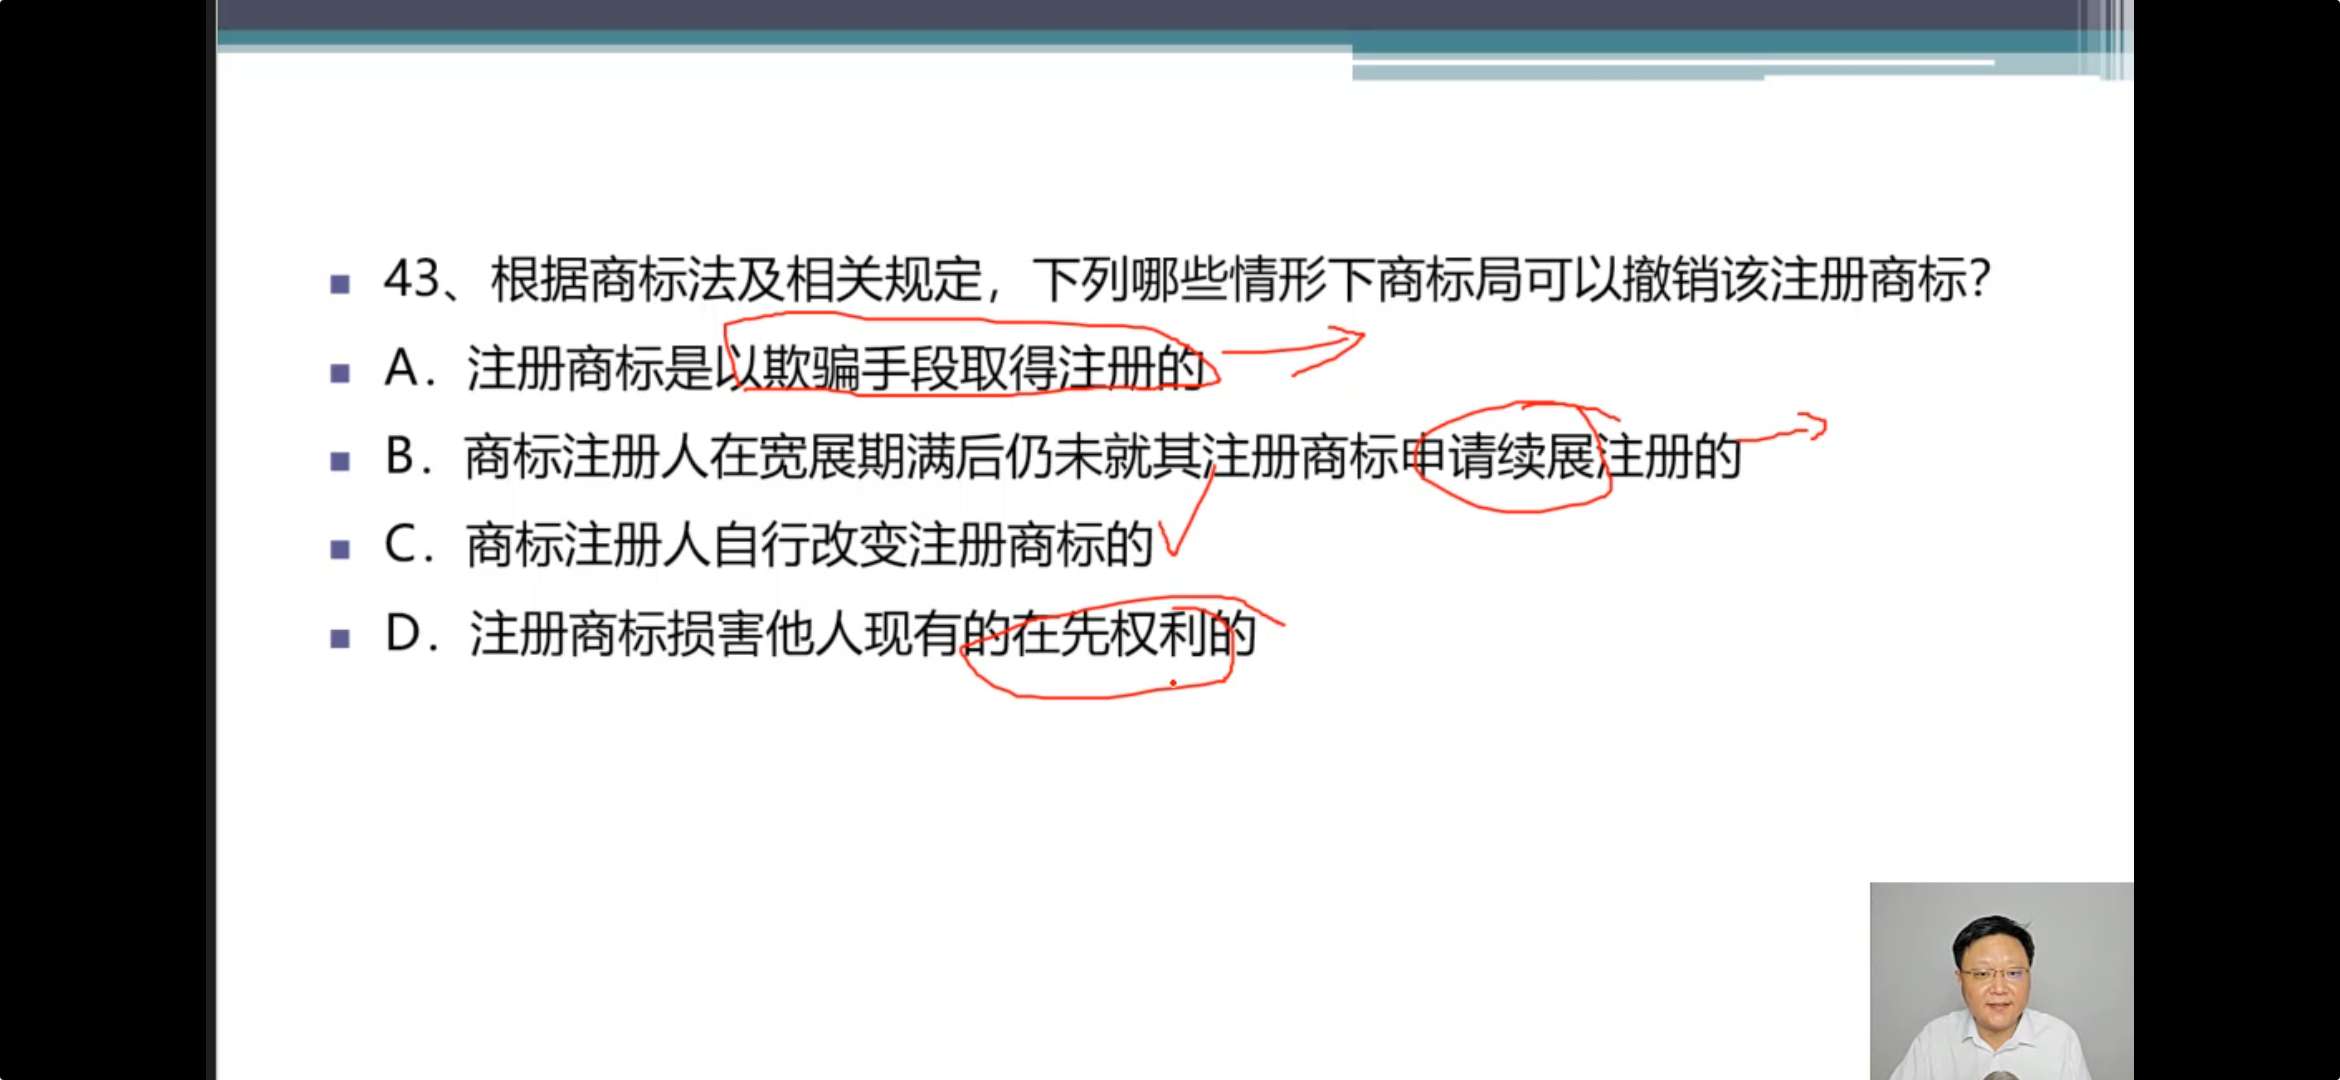 43、根据商标法及相关规定，下列哪些情形下商标局可以撤销该注册商标？
A．注册商标是以欺骗手段取得注册的
B．商标注册人在宽展期满后仍未就其注册商标申请续展注册的
C．商标注册人自行改变注册商标的
D．注册商标损害他人现有的在先权利的